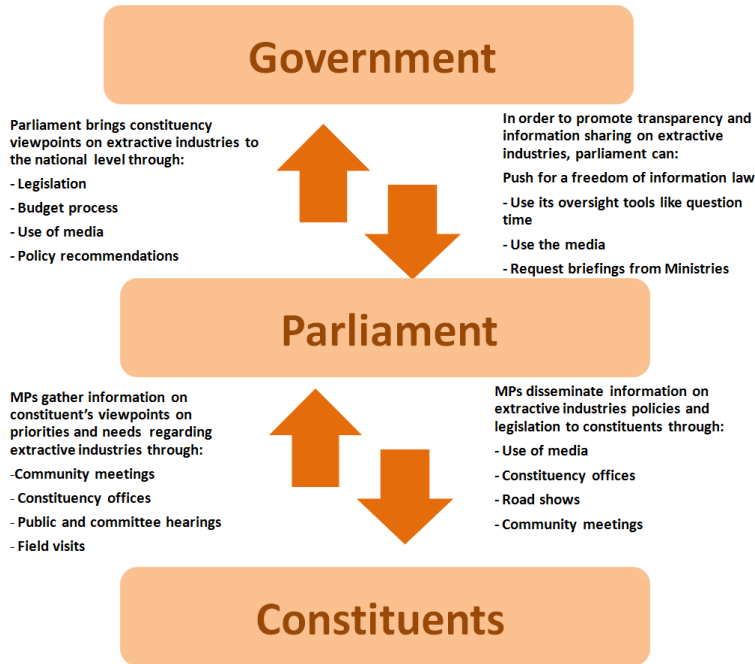 Government
Parliament brings constituency
viewpoints on extractive industries to
the national level through:
- Legislation
- Budget process
- Use of media
- Policy recommendations
In order to promote transparency and
information sharing on extractive
industries, parliament can:
Push for a freedom of information law
- Use its oversight tools like question
time
- Use the media
- Request briefings from Ministries
Parliament
MPs gather information on
constituent’s viewpoints on
priorities and needs regarding
extractive industries through:
-Community meetings
- Constituency offices
- Public and committee hearings
- Field visits
MPs disseminate information on
extractive industries policies and
legislation to constituents through:
- Use of media
- Constituency offices
- Road shows
- Community meetings
Constituents